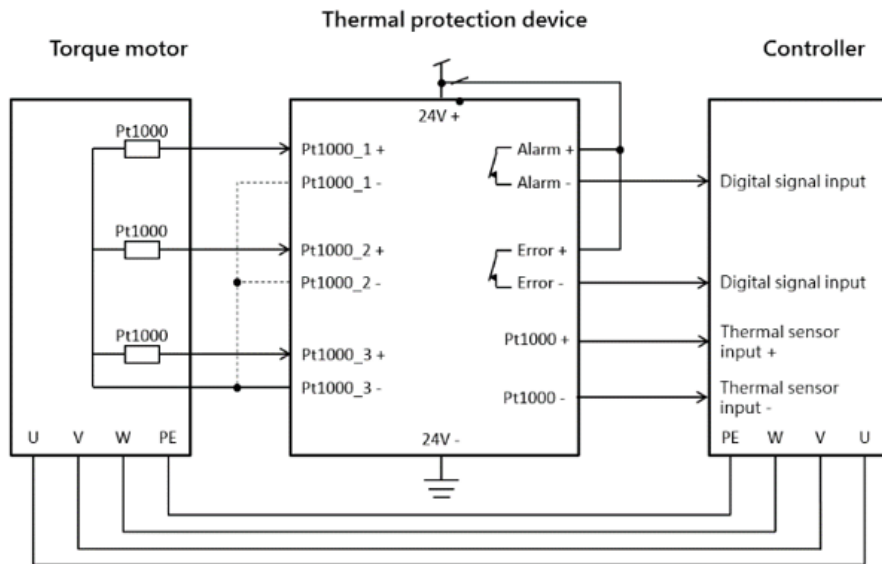 Thermal protection device
Torque motor
Controller
24V +
Pt1000
Pt1000_1 +
Alarm +
Pt1000_1 -
Alarm -
Digital signal input
Pt1000
Pt1000_2 +
Error +
Pt1000_2 -
Error -
Digital signal input
Pt1000
Pt1000_3 +
Pt1000 +
Thermal sensor
input +
Pt1000_3 -
Pt1000 -
Thermal sensor
input -
U V W PE
24V -
PE W V U